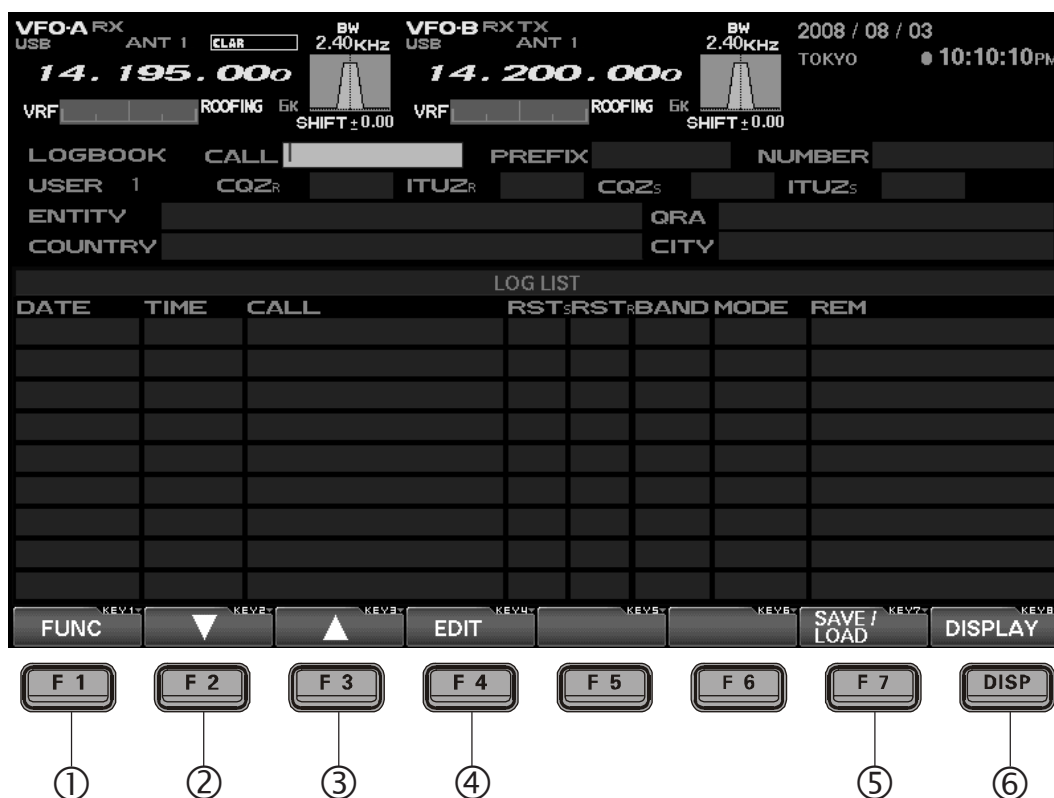 VFO-A RX BW VFO-B RX TX BW 2008 / 08 / 03
USB ANT 1 CLAR 2.40KHz USB ANT 1 2.40KHz
TOKYO 10:10:10PM
14.195.000 14.200.000
VRF ROOFING 6K VRF ROOFING 6K
SHIFT±0.00 SHIFT±0.00
LOGBOOK CALL PREFIX NUMBER
USER 1 CQZR ITUZR CQZS ITUZS
ENTITY QRA
COUNTRY CITY
LOG LIST
DATE TIME CALL RSTS RSTR BAND MODE REM
KEY1 KEY2 KEY3 KEY4 KEY5 KEY6 KEY7 KEY8
FUNC ▼ ▲ EDIT SAVE / LOAD DISPLAY
F 1 F 2 F 3 F 4 F 5 F 6 F 7 DISP
① ② ③ ④ ⑤ ⑥